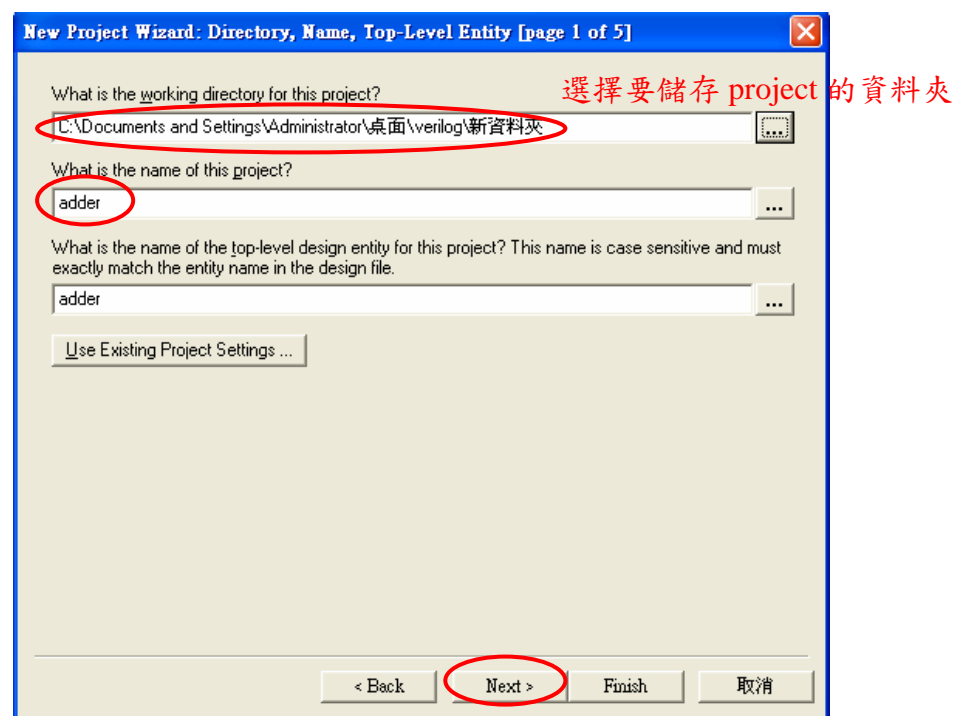 New Project Wizard: Directory, Name, Top-Level Entity [page 1 of 5]
What is the working directory for this project?
選擇要儲存 project 的資料夾
C:\Documents and Settings\Administrator\桌面\verilog\新資料夾
...
What is the name of this project?
adder
...
What is the name of the top-level design entity for this project? This name is case sensitive and must
exactly match the entity name in the design file.
adder
...
Use Existing Project Settings ...
< Back
Next >
Finish
取消